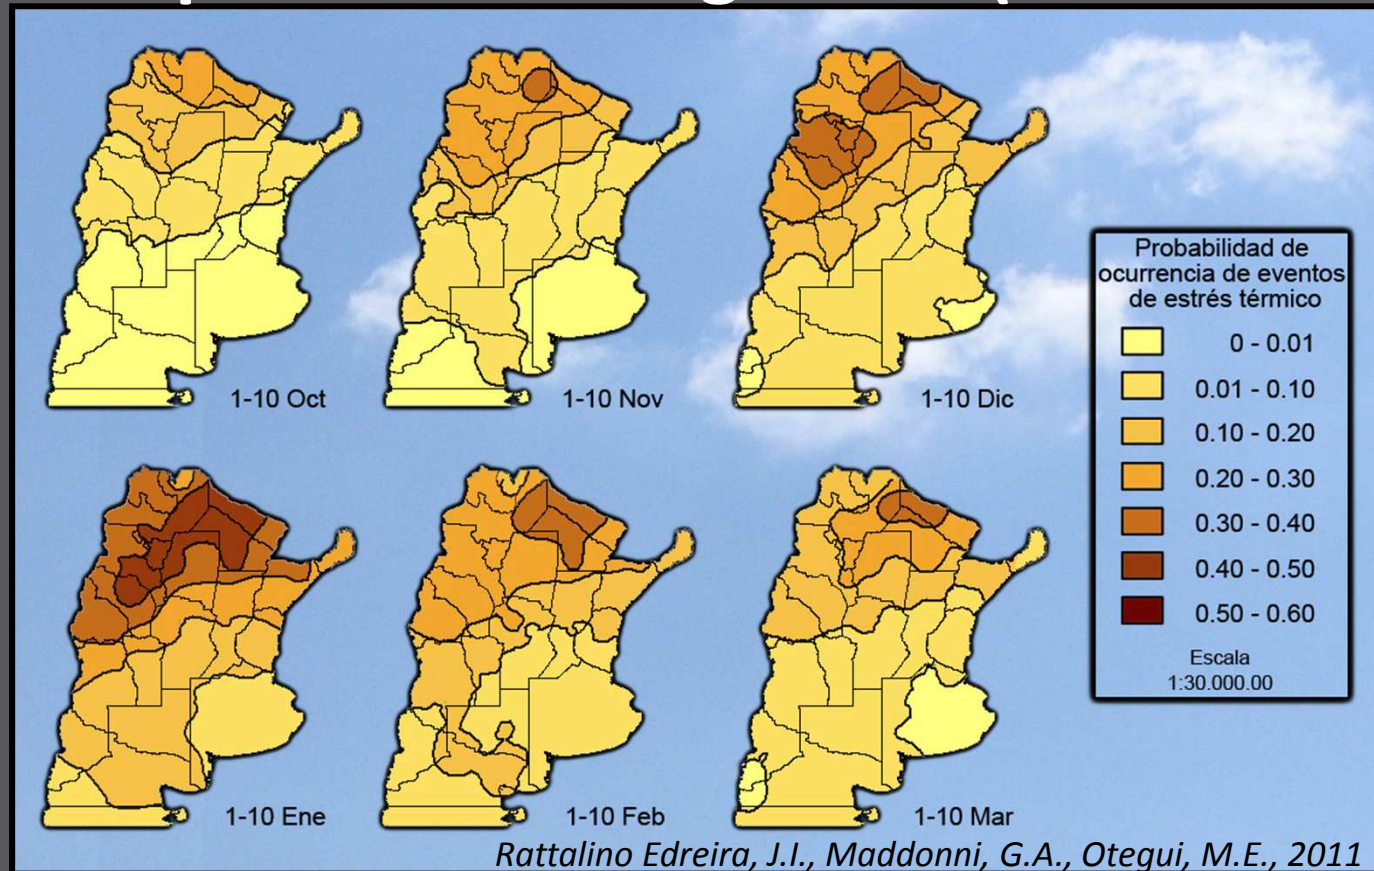 1-10 Oct
1-10 Nov
1-10 Dic
Probabilidad de
ocurrencia de eventos
de estrés térmico
0 - 0.01
0.01 - 0.10
0.10 - 0.20
0.20 - 0.30
0.30 - 0.40
0.40 - 0.50
0.50 - 0.60
Escala
1:30.000.00
1-10 Ene
1-10 Feb
1-10 Mar
Rattalino Edreira, J.I., Maddonni, G.A., Otegui, M.E., 2011